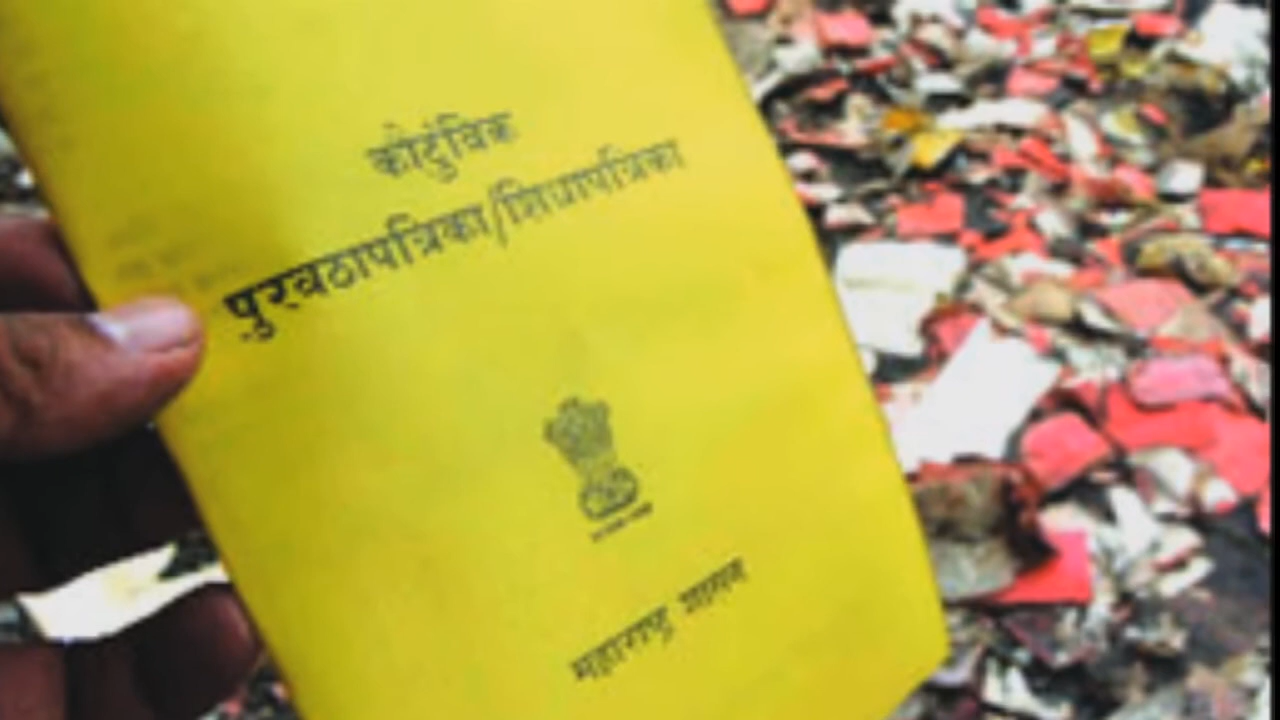 कौटुंबिक
पुरवठापत्रिका/शिधापत्रिका
महाराष्ट्र शासन